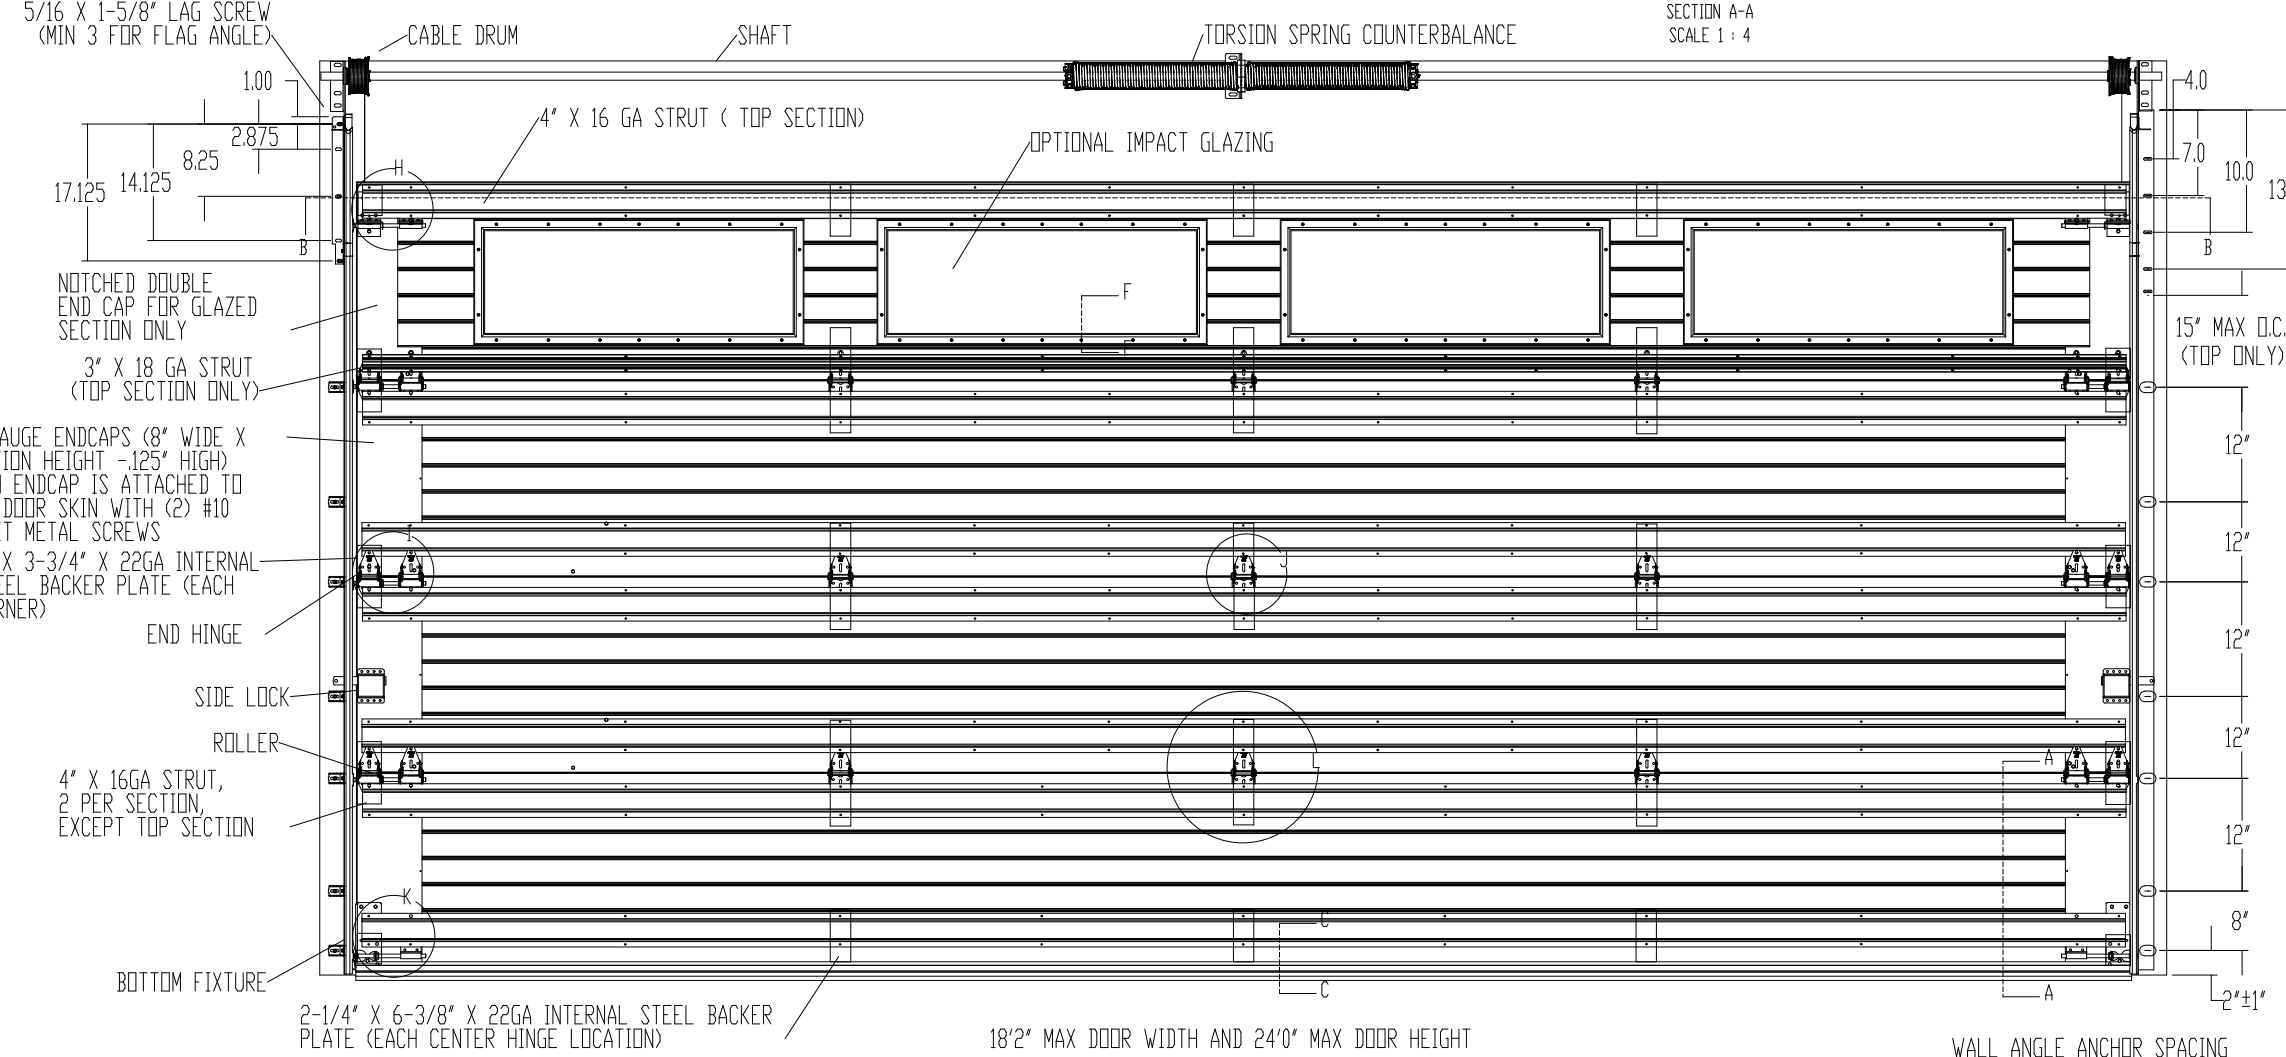 5/16 X 1-5/8" LAG SCREW
(MIN 3 FOR FLAG ANGLE)
CABLE DRUM
SHAFT
TORSION SPRING COUNTERBALANCE
SECTION A-A
SCALE 1 : 4
1.00
2.875
8.25
14.125
17.125
4" X 16 GA STRUT ( TOP SECTION)
OPTIONAL IMPACT GLAZING
4.0
7.0
10.0
13
H
B
B
NOTCHED DOUBLE
END CAP FOR GLAZED
SECTION ONLY
F
15" MAX O.C.
(TOP ONLY)
3" X 18 GA STRUT
(TOP SECTION ONLY)
AUGE ENDCAPS (8" WIDE X
TION HEIGHT -.125" HIGH)
ENDCAP IS ATTACHED TO
DOOR SKIN WITH (2) #10
ET METAL SCREWS
X 3-3/4" X 22GA INTERNAL
EEL BACKER PLATE (EACH
RNER)
END HINGE
I
J
12"
12"
12"
12"
12"
SIDE LOCK
ROLLER
4" X 16GA STRUT,
2 PER SECTION,
EXCEPT TOP SECTION
L
A
K
C
8"
BOTTOM FIXTURE
C
A
2"±1"
2-1/4" X 6-3/8" X 22GA INTERNAL STEEL BACKER
PLATE (EACH CENTER HINGE LOCATION)
18'2" MAX DOOR WIDTH AND 24'0" MAX DOOR HEIGHT
WALL ANGLE ANCHOR SPACING